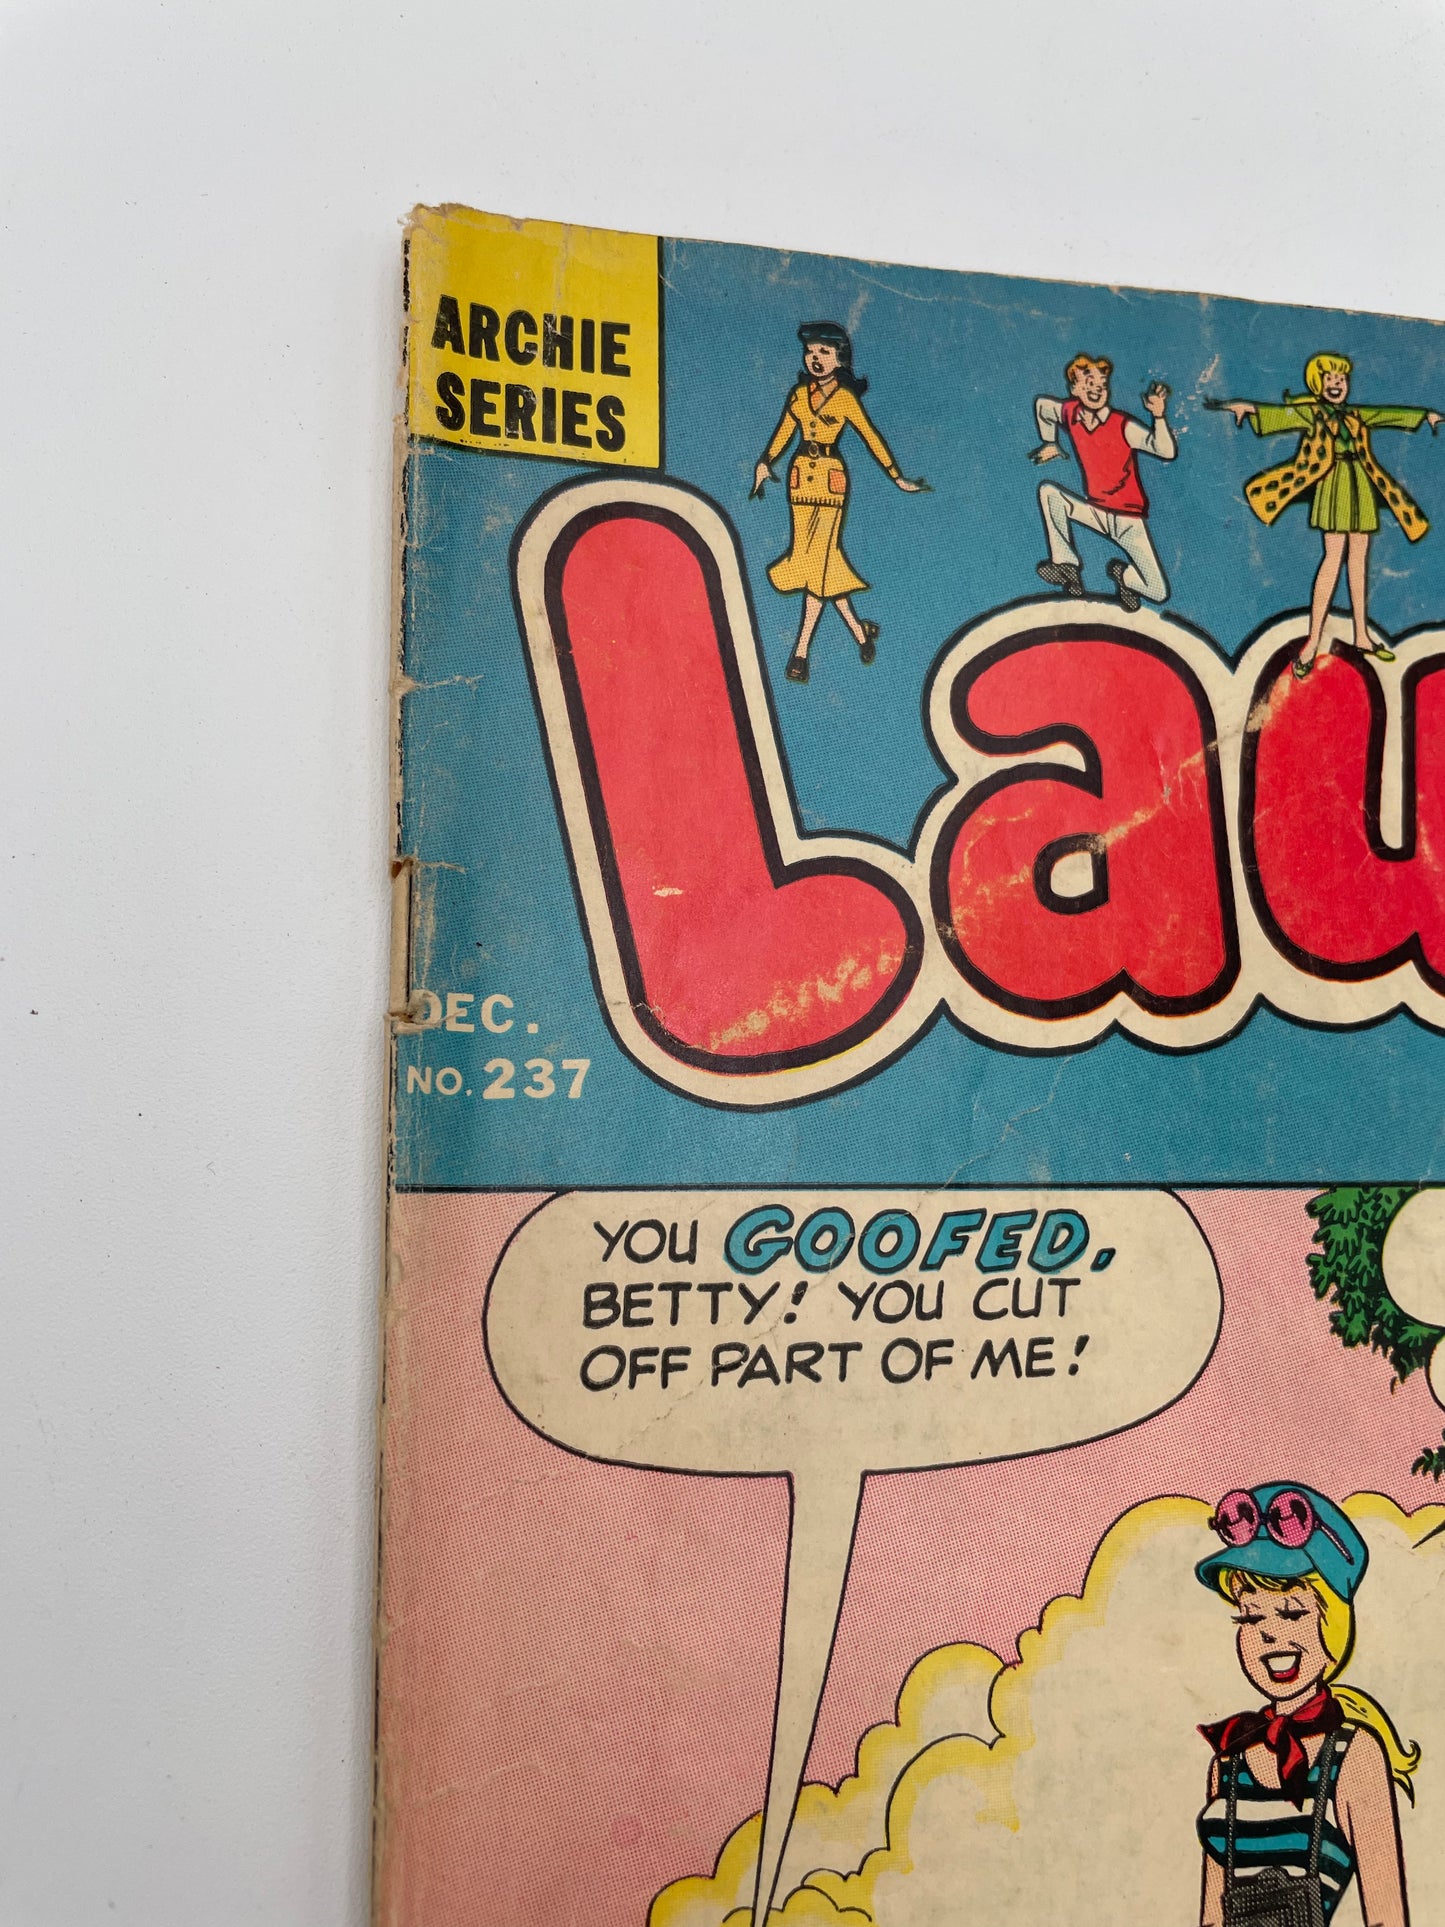 ARCHIE
SERIES
Lau
DEC.
NO. 237
YOU GOOFED,
BETTY! YOU CUT
OFF PART OF ME!